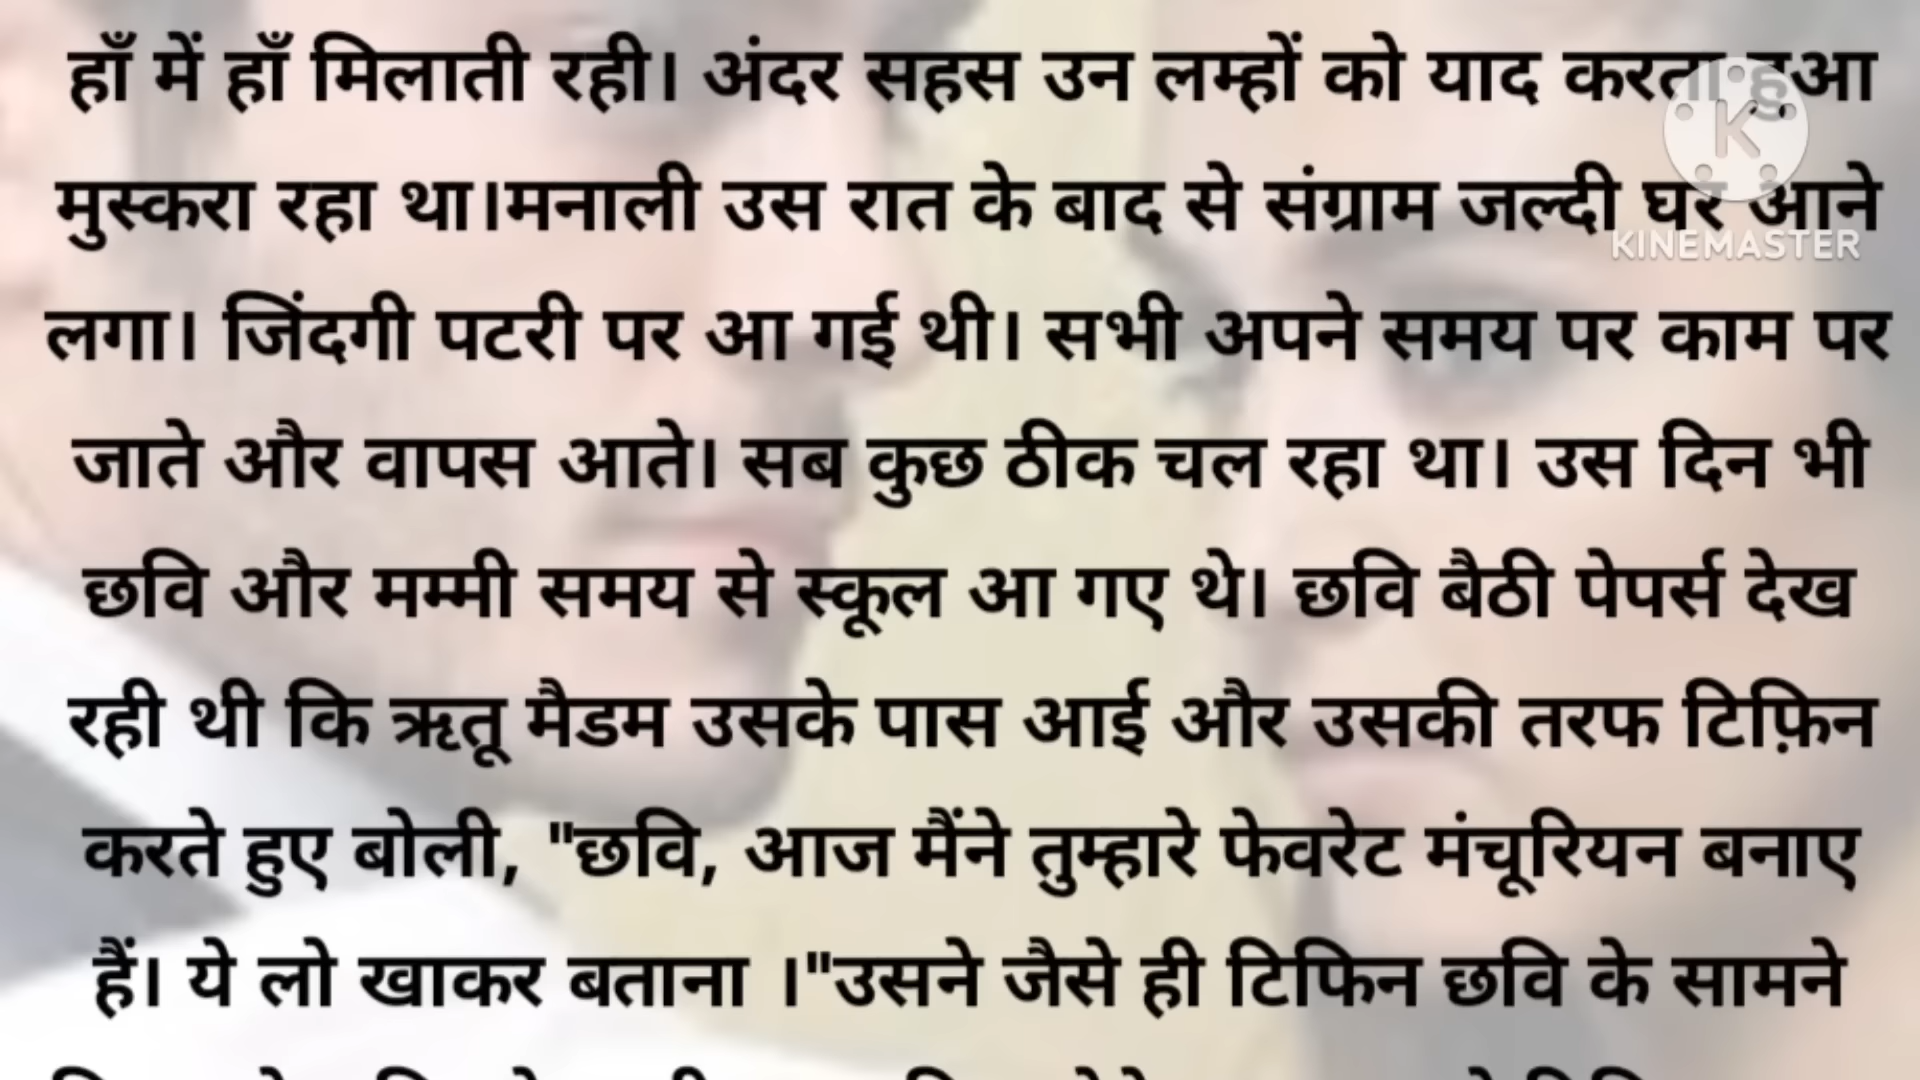 हाँ में हाँ मिलाती रही। अंदर सहस उन लम्हों को याद करता हुआ
मुस्करा रहा था।मनाली उस रात के बाद से संग्राम जल्दी घर आने
लगा। जिंदगी पटरी पर आ गई थी। सभी अपने समय पर काम पर
जाते और वापस आते। सब कुछ ठीक चल रहा था। उस दिन भी
छवि और मम्मी समय से स्कूल आ गए थे। छवि बैठी पेपर्स देख
रही थी कि ऋतू मैडम उसके पास आई और उसकी तरफ टिफ़िन
करते हुए बोली, "छवि, आज मैंने तुम्हारे फेवरेट मंचूरियन बनाए
हैं। ये लो खाकर बताना ।"उसने जैसे ही टिफिन छवि के सामने
K
KINEMASTER